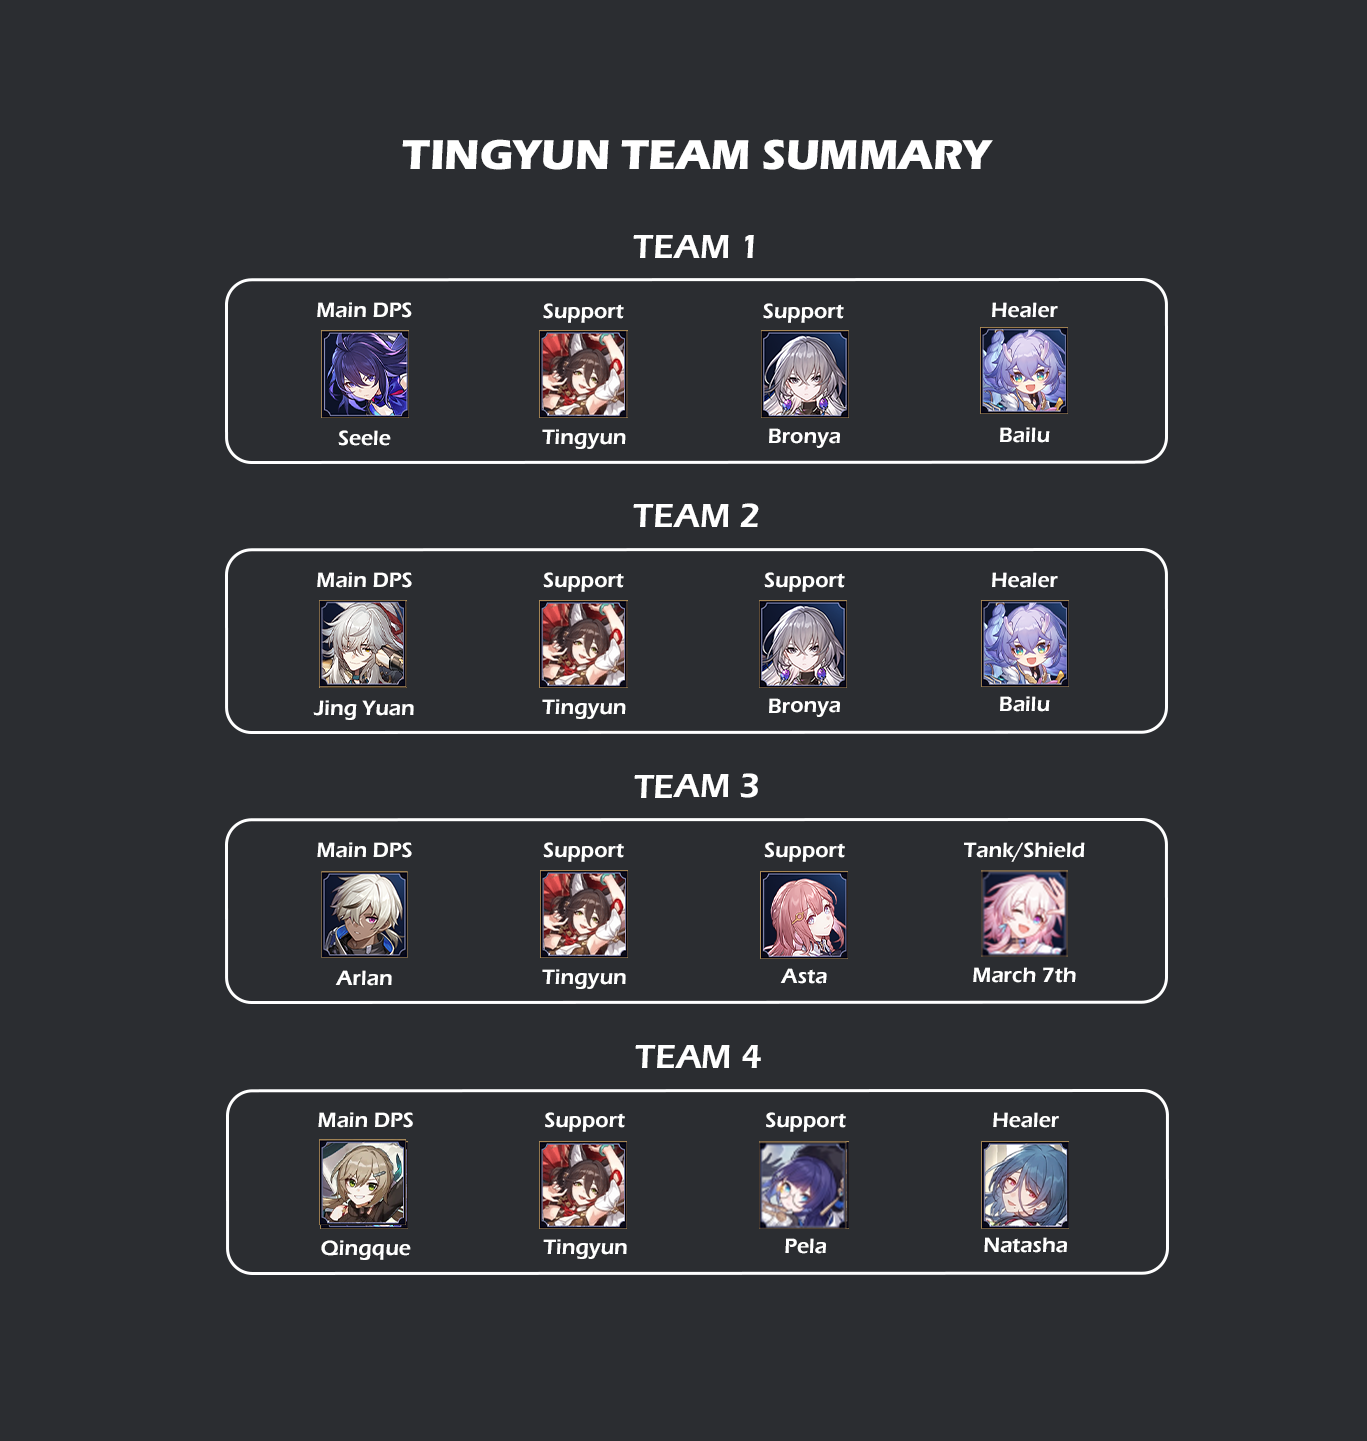 TINGYUN TEAM SUMMARY
TEAM 1
Main DPS Support Support Healer
Seele Tingyun Bronya Bailu
TEAM 2
Main DPS Support Support Healer
Jing Yuan Tingyun Bronya Bailu
TEAM 3
Main DPS Support Support Tank/Shield
Arlan Tingyun Asta March 7th
TEAM 4
Main DPS Support Support Healer
Qingque Tingyun Pela Natasha